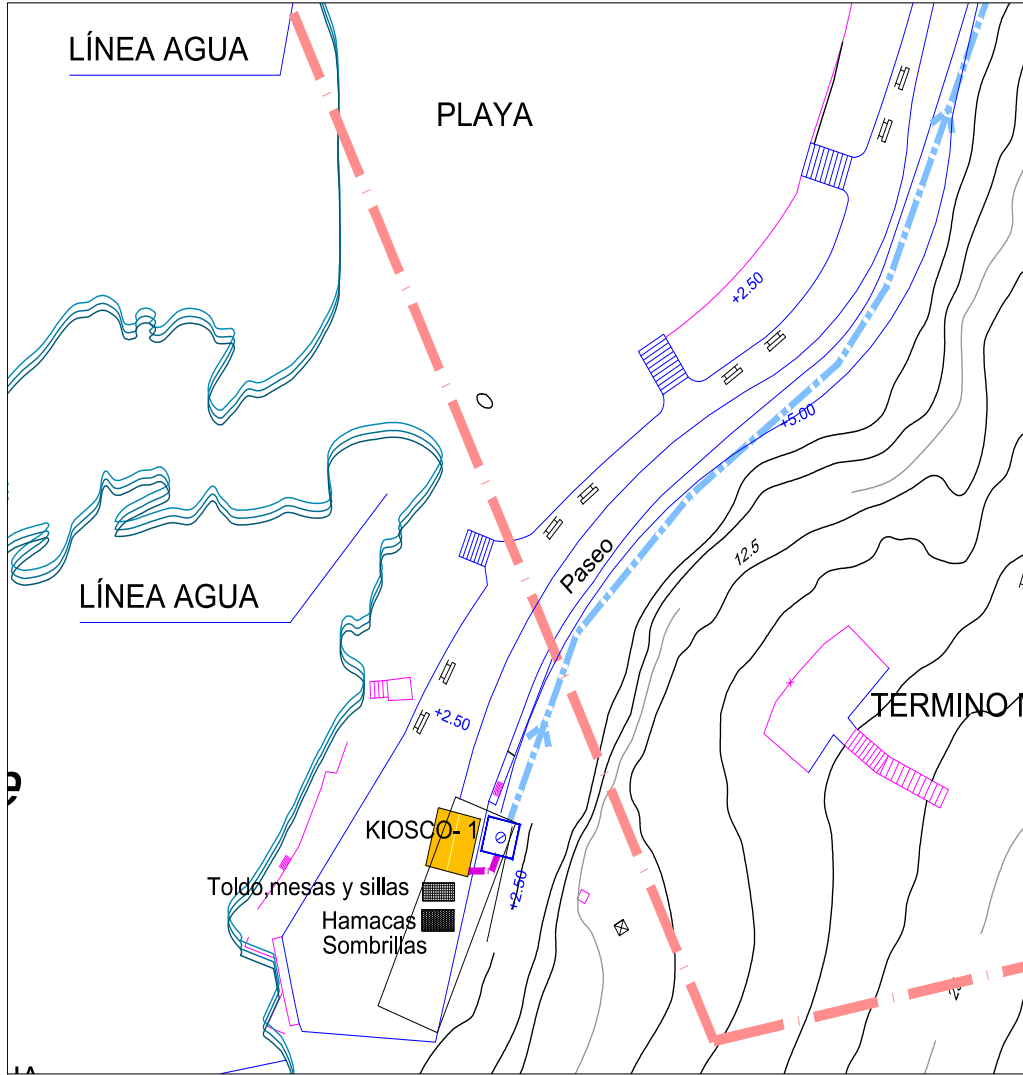 LÍNEA AGUA
PLAYA
+2.50
+5.00
12.5
Paseo
LÍNEA AGUA
TERMINO
+2.50
e
KIOSCO- 1
Toldo,mesas y sillas
+2.50
Hamacas
Sombrillas